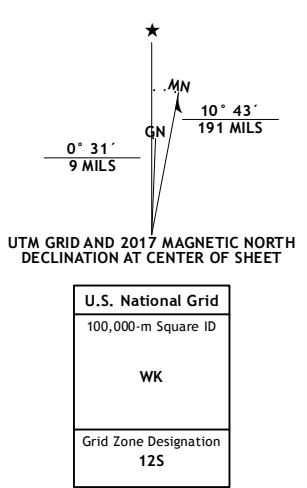 ★
MN
GN
10° 43´
191 MILS
0° 31´
9 MILS
UTM GRID AND 2017 MAGNETIC NORTH
DECLINATION AT CENTER OF SHEET
U.S. National Grid
100,000-m Square ID
WK
Grid Zone Designation
12S